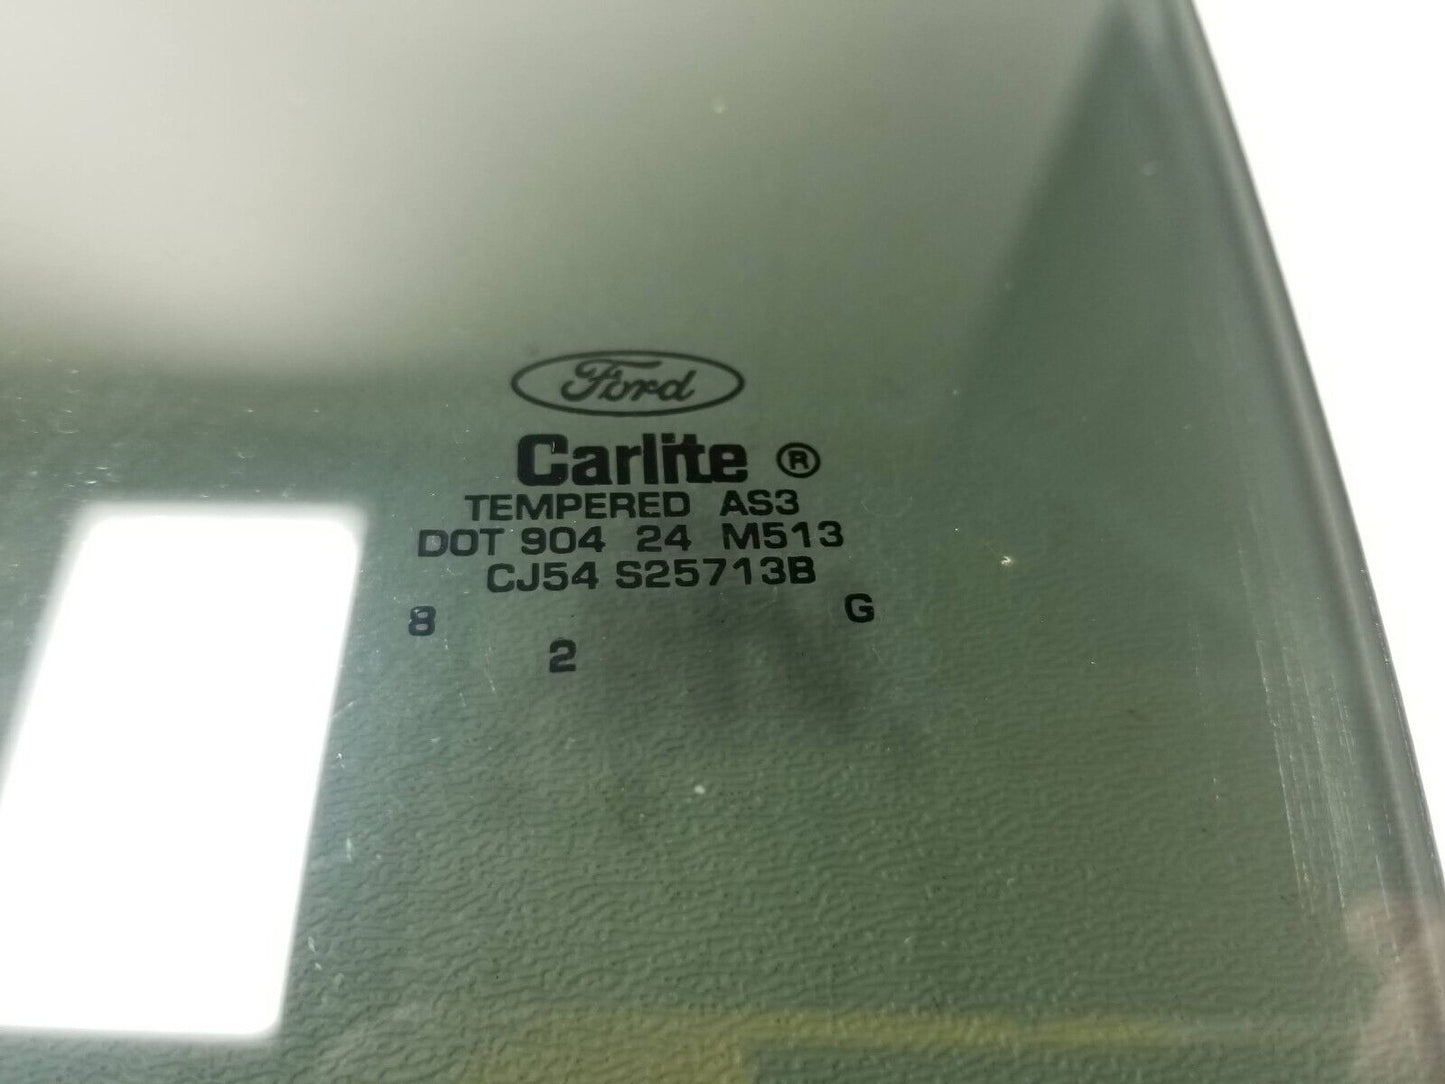 Ford
Carlite ®
TEMPERED AS3
DOT 904 24 M513
CJ54 S25713B
8 G
2